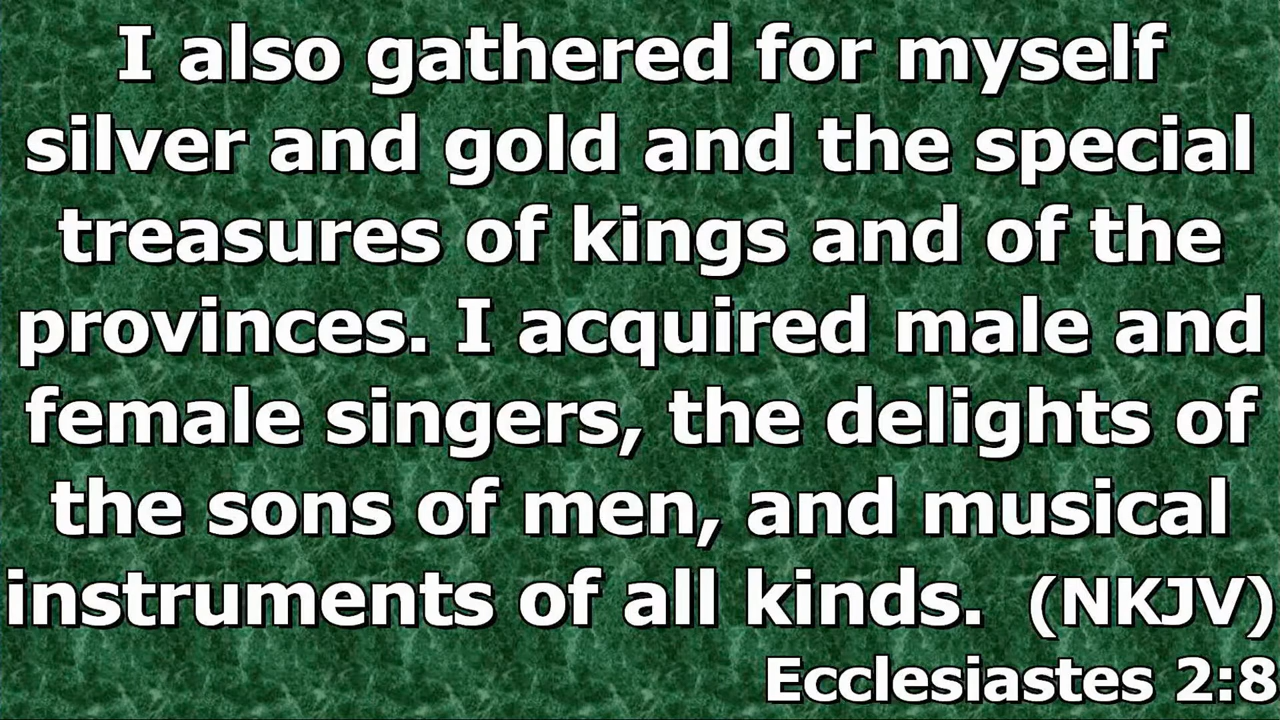 I also gathered for myself
silver and gold and the special
treasures of kings and of the
provinces. I acquired male and
female singers, the delights of
the sons of men, and musical
instruments of all kinds. (NKJV)
Ecclesiastes 2:8